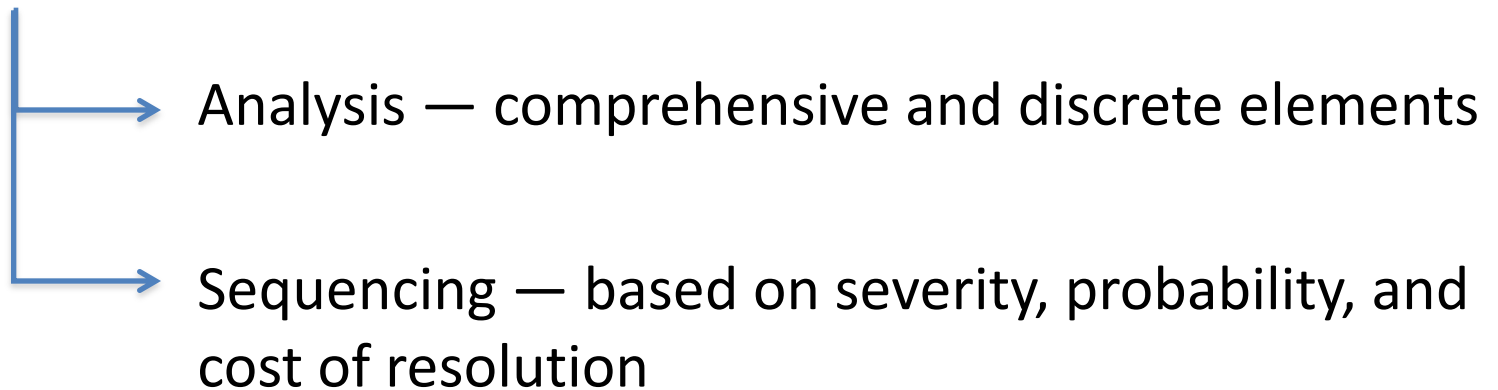 Analysis — comprehensive and discrete elements
Sequencing — based on severity, probability, and
cost of resolution